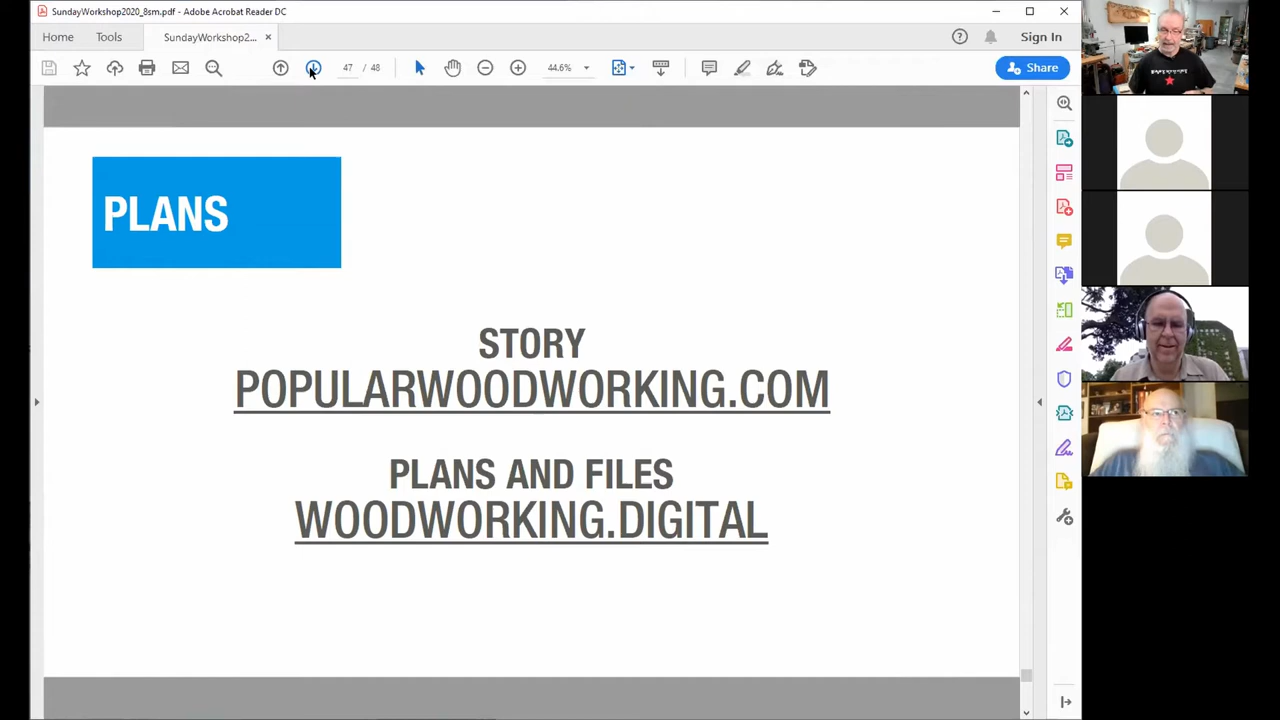 SundayWorkshop2020_8sm.pdf - Adobe Acrobat Reader DC
Home
Tools
SundayWorkshop2...
Sign In
47 / 48
44.6%
Share
PLANS
STORY
POPULARWOODWORKING.COM
PLANS AND FILES
WOODWORKING.DIGITAL